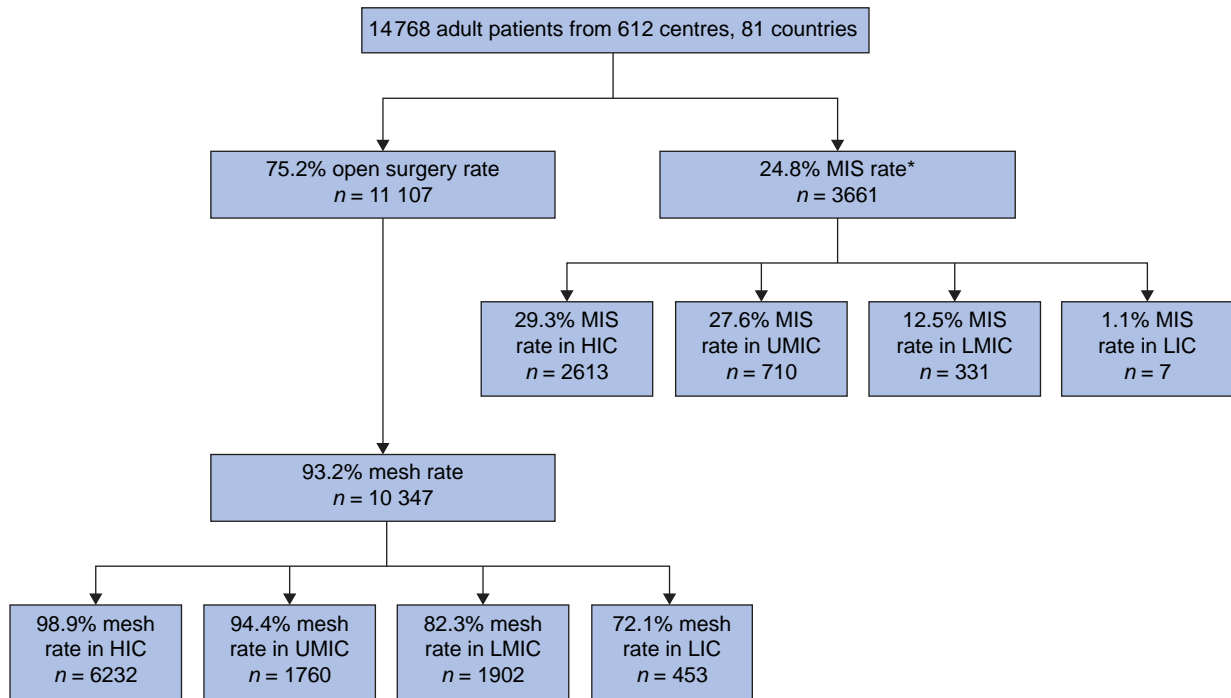 14 768 adult patients from 612 centres, 81 countries
75.2% open surgery rate
n = 11 107
24.8% MIS rate*
n = 3661
29.3% MIS
rate in HIC
n = 2613
27.6% MIS
rate in UMIC
n = 710
12.5% MIS
rate in LMIC
n = 331
1.1% MIS
rate in LIC
n = 7
93.2% mesh rate
n = 10 347
98.9% mesh
rate in HIC
n = 6232
94.4% mesh
rate in UMIC
n = 1760
82.3% mesh
rate in LMIC
n = 1902
72.1% mesh
rate in LIC
n = 453